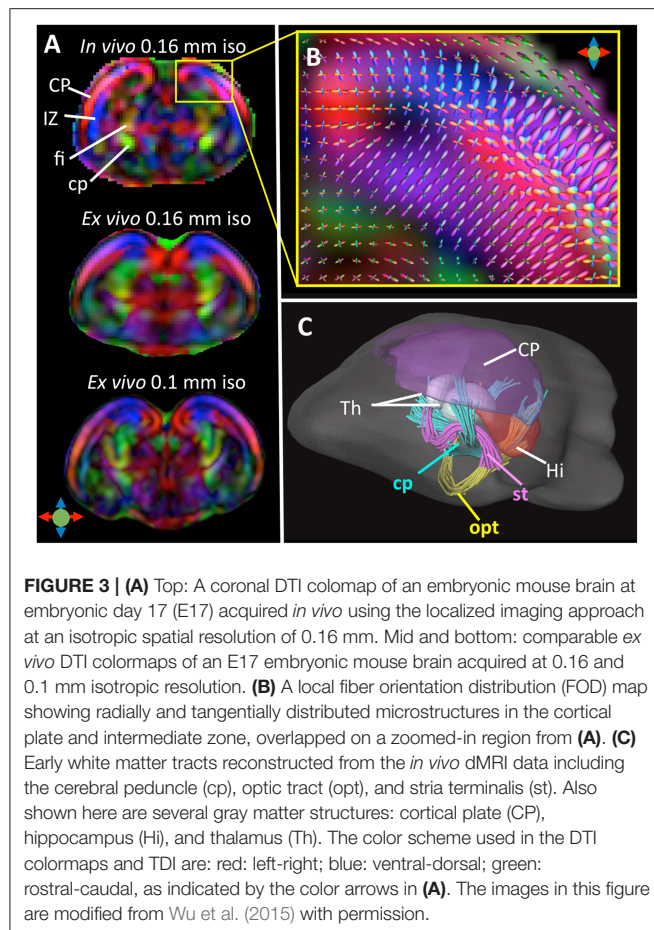 A
In vivo 0.16 mm iso
CP
IZ
fi
cp
Ex vivo 0.16 mm iso
Ex vivo 0.1 mm iso
B
C
CP
Th
Hi
cp
st
opt
FIGURE 3 | (A) Top: A coronal DTI colomap of an embryonic mouse brain at
embryonic day 17 (E17) acquired in vivo using the localized imaging approach
at an isotropic spatial resolution of 0.16 mm. Mid and bottom: comparable ex
vivo DTI colormaps of an E17 embryonic mouse brain acquired at 0.16 and
0.1 mm isotropic resolution. (B) A local fiber orientation distribution (FOD) map
showing radially and tangentially distributed microstructures in the cortical
plate and intermediate zone, overlapped on a zoomed-in region from (A). (C)
Early white matter tracts reconstructed from the in vivo dMRI data including
the cerebral peduncle (cp), optic tract (opt), and stria terminalis (st). Also
shown here are several gray matter structures: cortical plate (CP),
hippocampus (Hi), and thalamus (Th). The color scheme used in the DTI
colormaps and TDI are: red: left-right; blue: ventral-dorsal; green:
rostral-caudal, as indicated by the color arrows in (A). The images in this figure
are modified from Wu et al. (2015) with permission.